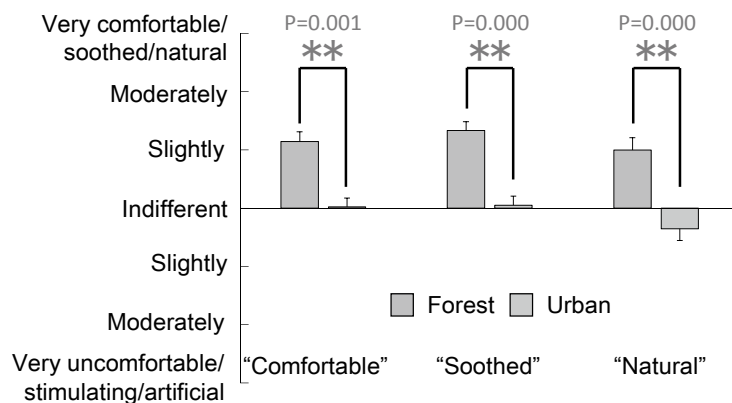 Very comfortable/
soothed/natural
P=0.001
P=0.000
P=0.000
**
**
**
Moderately
Slightly
Indifferent
Slightly
Moderately
Forest
Urban
Very uncomfortable/
stimulating/artificial
“Comfortable”
“Soothed”
“Natural”